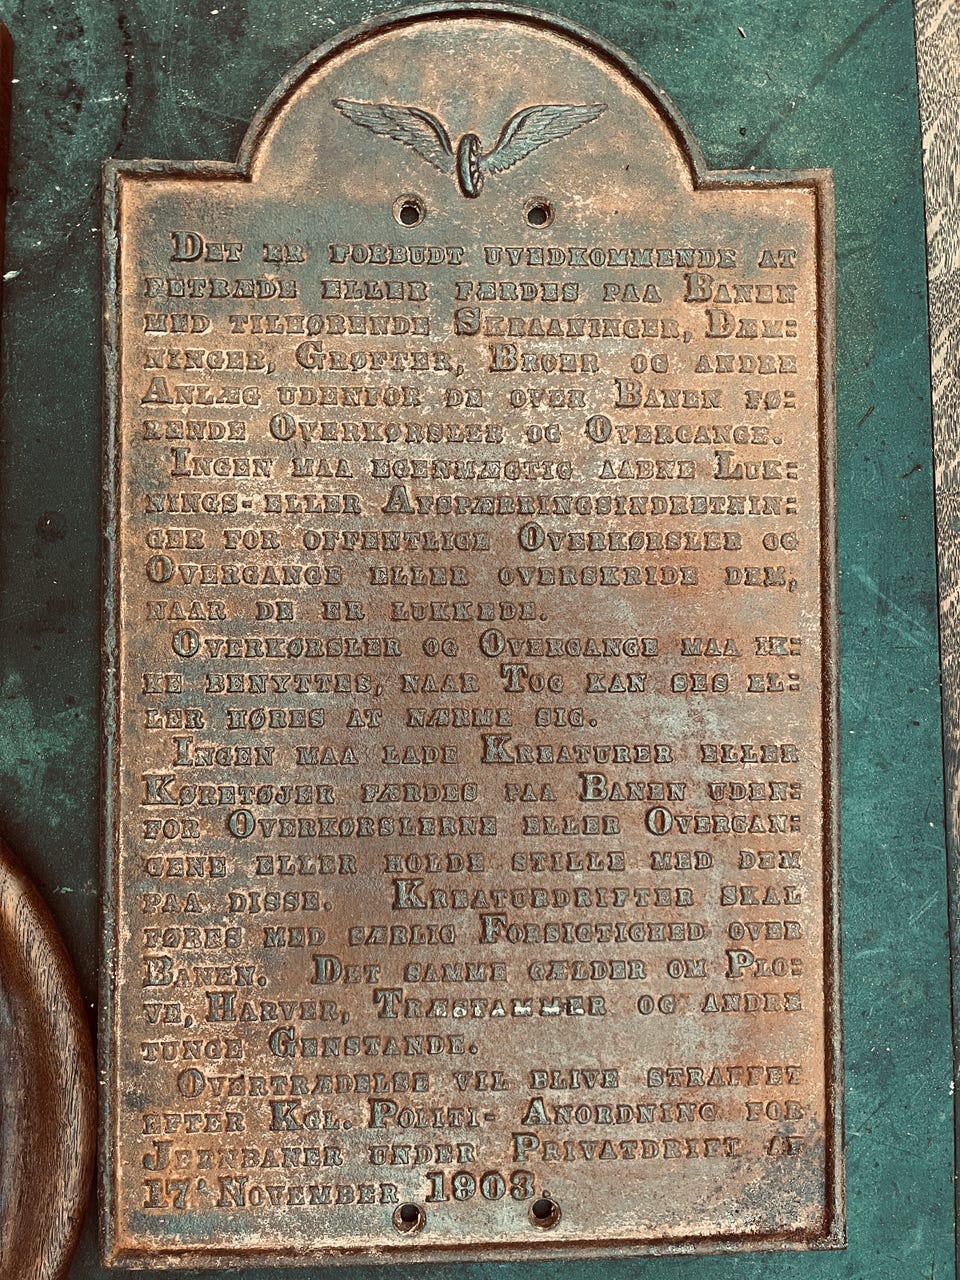 Det er forbudt uvedkommende at
betræde eller færdes paa Banen
med tilhørende Skraaninger, Dæm=
ninger, Grøfter, Broer og andre
Anlæg udenfor de over Banen fø=
rende Overkørsler og Overgange.
Ingen maa egenmægtig aabne Luk=
nings-eller Afspærringsindretnin=
ger for offentlige Overkørsler og
Overgange eller overskride dem,
naar de er lukkede.
Overkørsler og Overgange maa ik=
ke benyttes, naar Tog kan ses el=
ler høres at nærme sig.
Ingen maa lade Kreaturer eller
Køretøjer færdes paa Banen uden=
for Overkørslerne eller Overgan=
gene eller holde stille med dem
paa disse. Kreaturdrifter skal
føres med særlig Forsigtighed over
Banen. Det samme gælder om Plo=
ve, Harver, Træstammer og andre
tunge Genstande.
Overtrædelse vil blive straffet
efter Kgl. Politi- Anordning for
Jernbaner under Privatdrift af
17' November 1903.